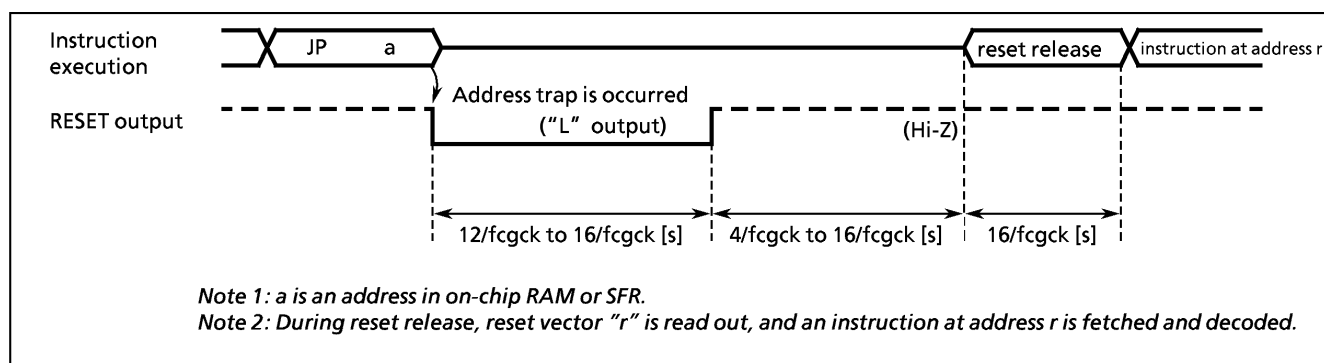 Instruction
execution
JP a
reset release
instruction at address r
RESET output
Address trap is occurred
("L" output)
(Hi-Z)
12/fcgck to 16/fcgck [s]
4/fcgck to 16/fcgck [s]
16/fcgck [s]
Note 1: a is an address in on-chip RAM or SFR.
Note 2: During reset release, reset vector "r" is read out, and an instruction at address r is fetched and decoded.